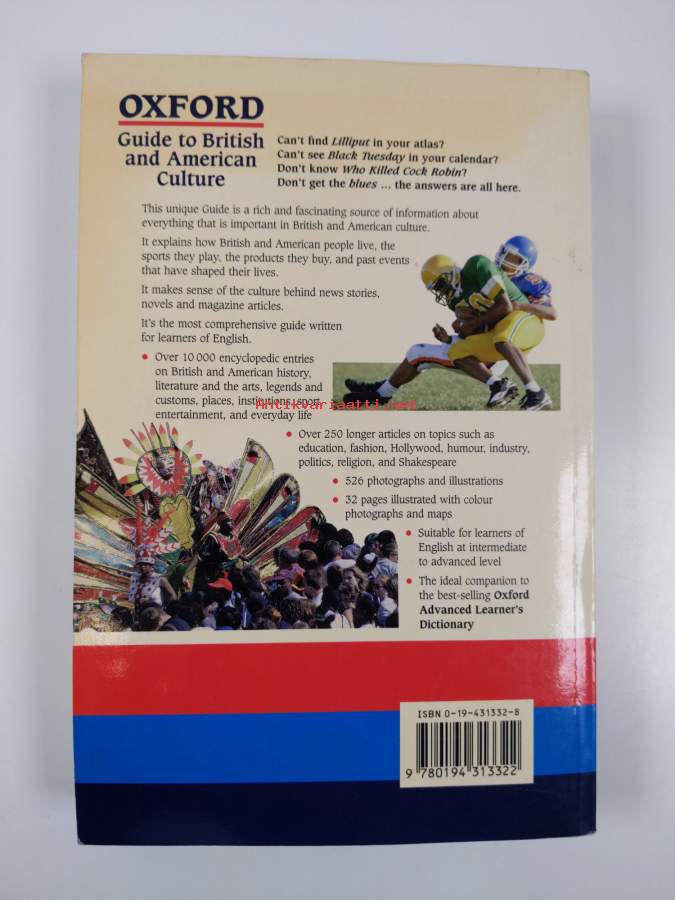 OXFORD
Guide to British
and American
Culture
Can't find Lilliput in your atlas?
Can't see Black Tuesday in your calendar?
Don't know Who Killed Cock Robin?
Don't get the blues ... the answers are all here.
This unique Guide is a rich and fascinating source of information about
everything that is important in British and American culture.
It explains how British and American people live, the
sports they play, the products they buy, and past events
that have shaped their lives.
It makes sense of the culture behind news stories,
novels and magazine articles.
It's the most comprehensive guide written
for learners of English.
• Over 10 000 encyclopedic entries
on British and American history,
literature and the arts, legends and
customs, places, institutions, sport,
entertainment, and everyday life
Antikvariaatti.net
• Over 250 longer articles on topics such as
education, fashion, Hollywood, humour, industry,
politics, religion, and Shakespeare
• 526 photographs and illustrations
• 32 pages illustrated with colour
photographs and maps
• Suitable for learners of
English at intermediate
to advanced level
• The ideal companion to
the best-selling Oxford
Advanced Learner's
Dictionary
ISBN 0-19-431332-8
9 780194 313322